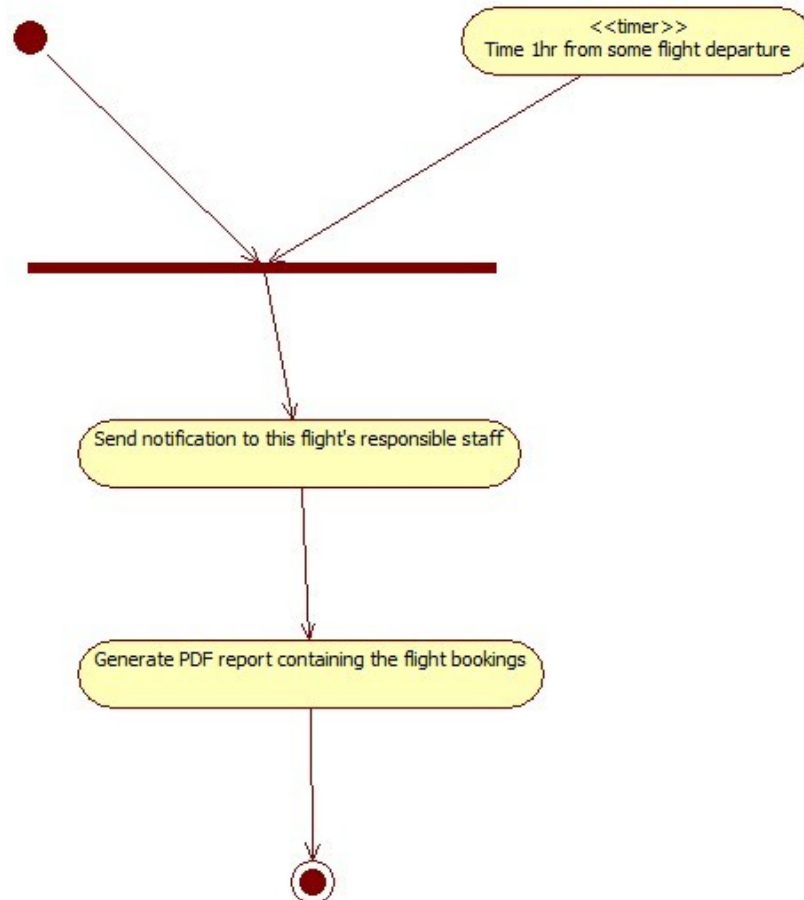 <<timer>>
Time 1hr from some flight departure
Send notification to this flight's responsible staff
Generate PDF report containing the flight bookings